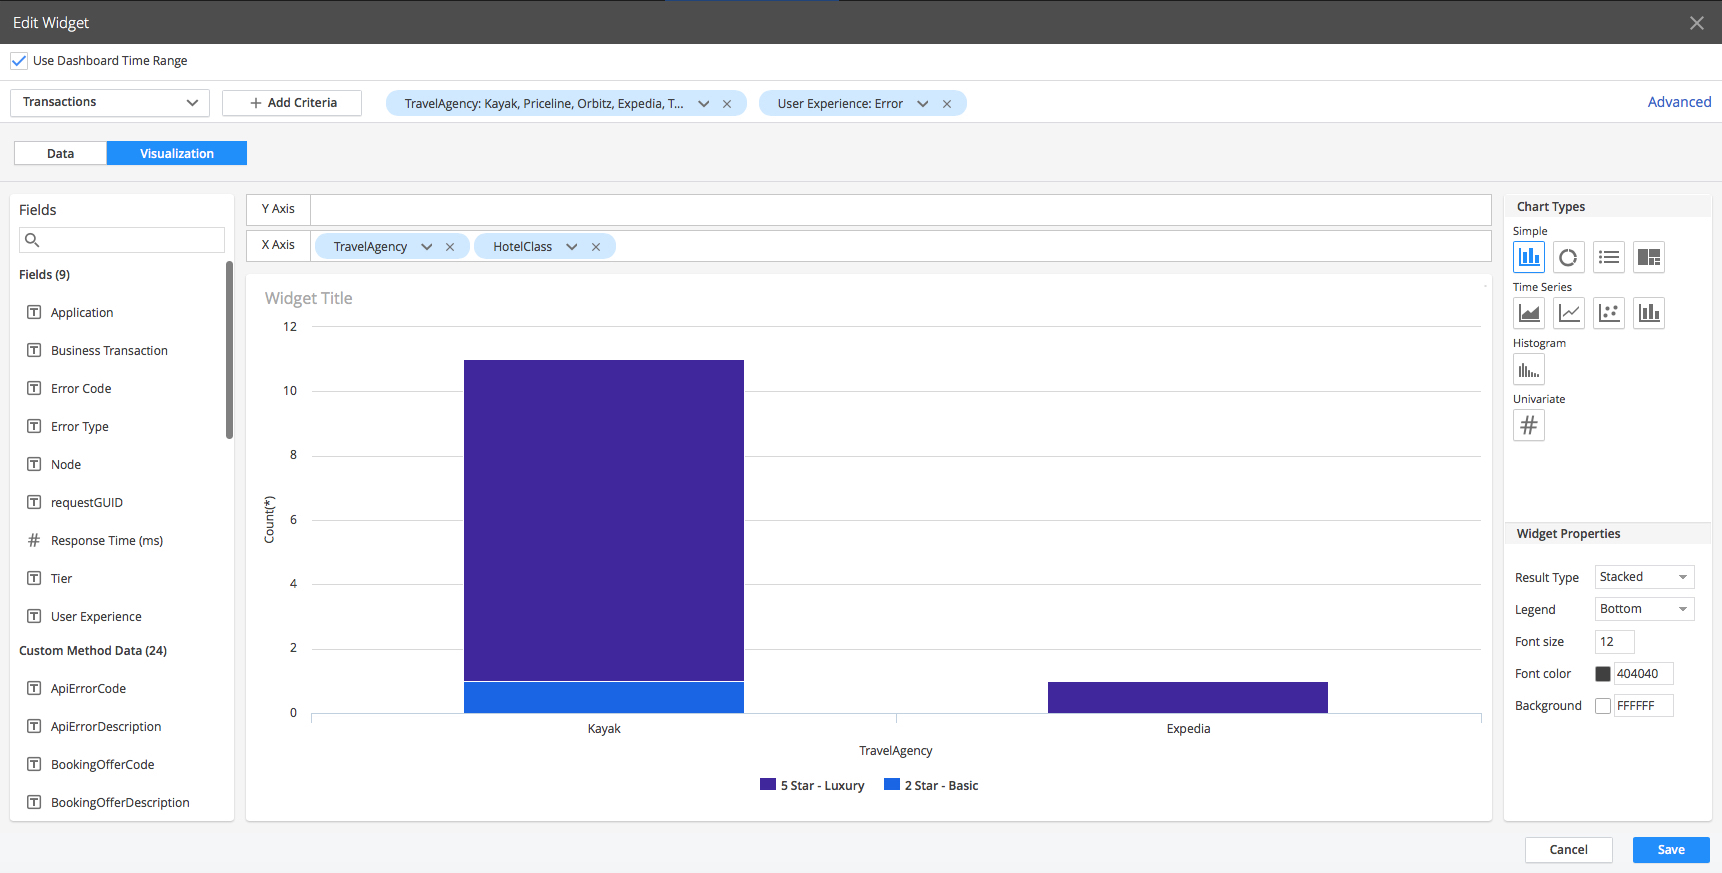 Edit Widget
Use Dashboard Time Range
Transactions
+ Add Criteria
TravelAgency: Kayak, Priceline, Orbitz, Expedia, T...
User Experience: Error
Advanced
Data
Visualization
Fields
Fields (9)
Application
Business Transaction
Error Code
Error Type
Node
requestGUID
# Response Time (ms)
Tier
User Experience
Custom Method Data (24)
ApiErrorCode
ApiErrorDescription
BookingOfferCode
BookingOfferDescription
Y Axis
X Axis
TravelAgency
HotelClass
Widget Title
12
10
8
6
4
2
0
Count(*)
Kayak
Expedia
TravelAgency
5 Star - Luxury
2 Star - Basic
Chart Types
Simple
Time Series
Histogram
Univariate
#
Widget Properties
Result Type
Stacked
Legend
Bottom
Font size
12
Font color
404040
Background
FFFFFF
Cancel
Save